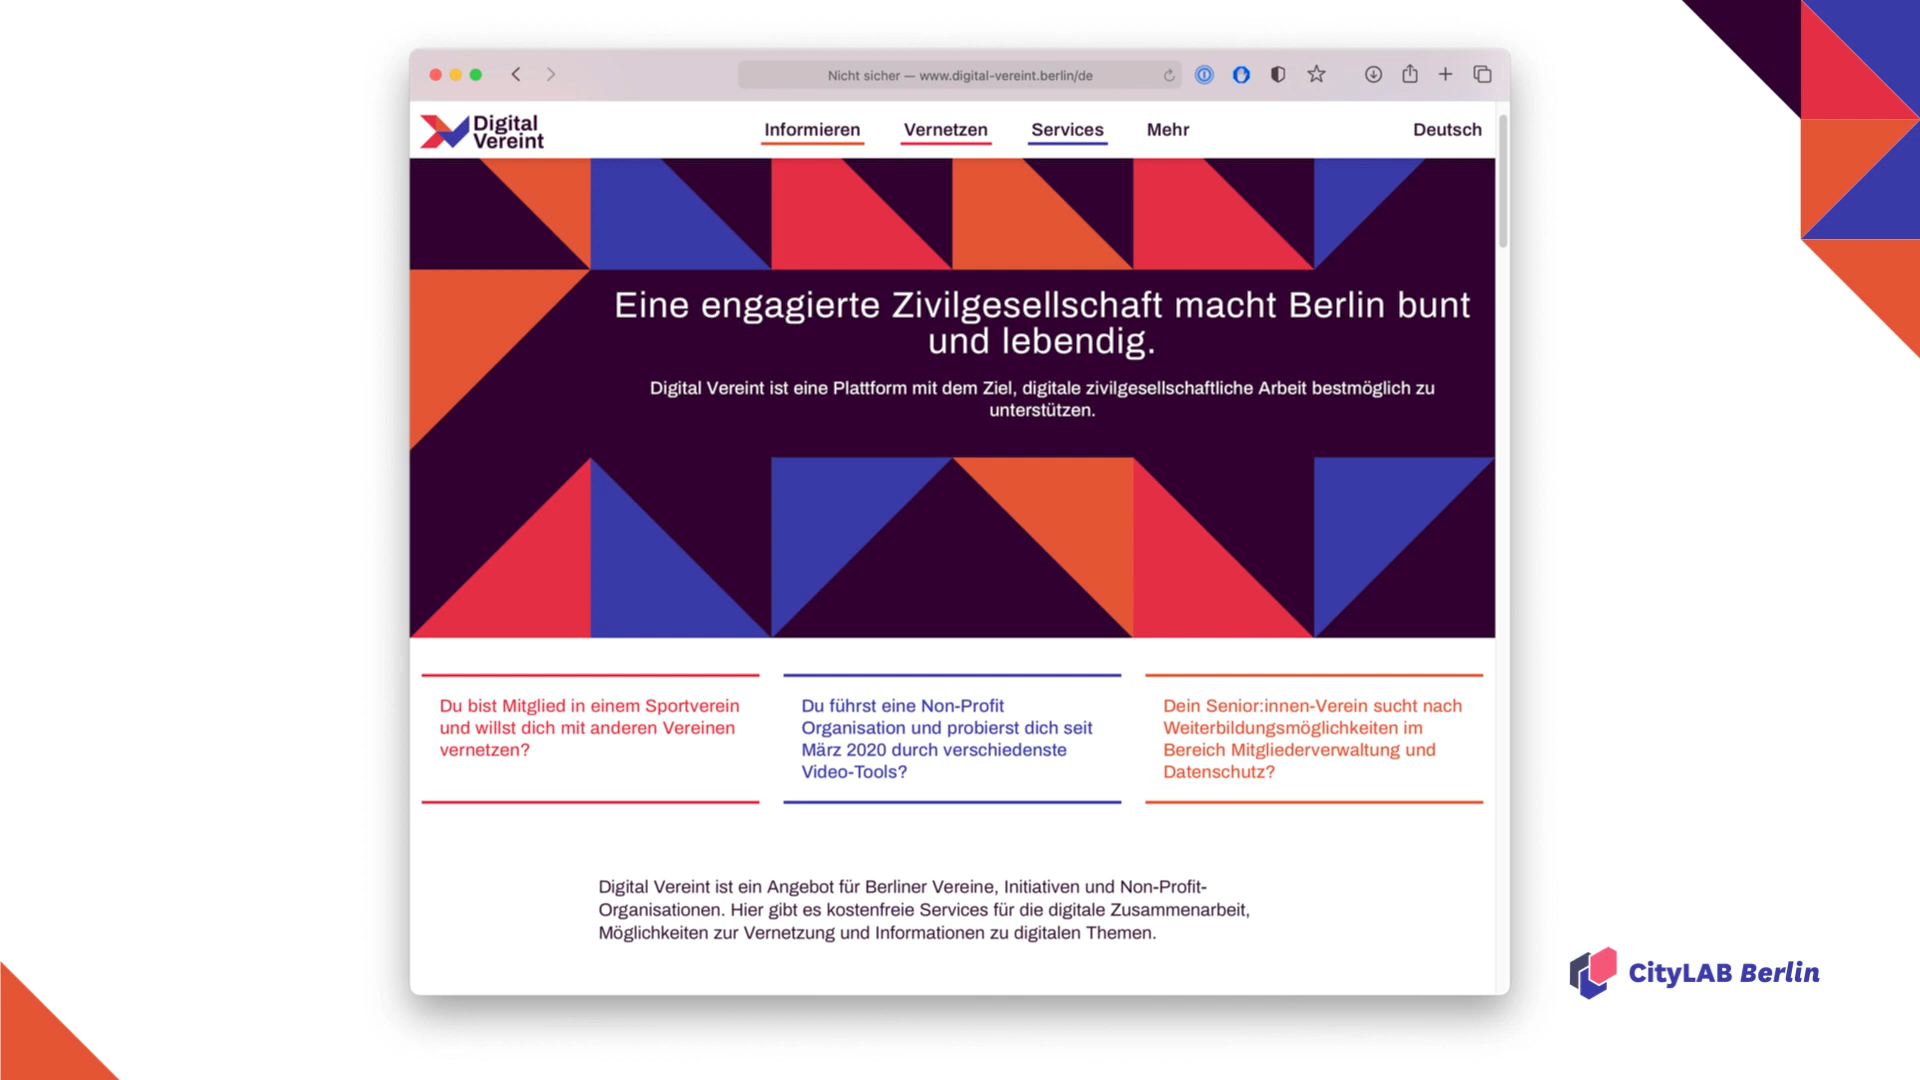 Nicht sicher — www.digital-vereint.berlin/de
Digital
Vereint
Informieren
Vernetzen
Services
Mehr
Deutsch
Eine engagierte Zivilgesellschaft macht Berlin bunt
und lebendig.
Digital Vereint ist eine Plattform mit dem Ziel, digitale zivilgesellschaftliche Arbeit bestmöglich zu
unterstützen.
Du bist Mitglied in einem Sportverein
und willst dich mit anderen Vereinen
vernetzen?
Du führst eine Non-Profit
Organisation und probierst dich seit
März 2020 durch verschiedenste
Video-Tools?
Dein Senior:innen-Verein sucht nach
Weiterbildungsmöglichkeiten im
Bereich Mitgliederverwaltung und
Datenschutz?
Digital Vereint ist ein Angebot für Berliner Vereine, Initiativen und Non-Profit-
Organisationen. Hier gibt es kostenfreie Services für die digitale Zusammenarbeit,
Möglichkeiten zur Vernetzung und Informationen zu digitalen Themen.
CityLAB Berlin